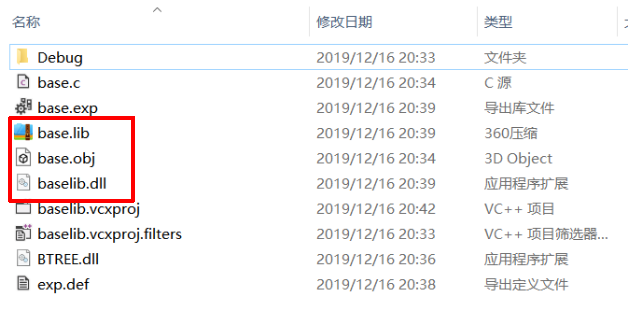 名称 修改日期 类型
Debug 2019/12/16 20:33 文件夹
base.c 2019/12/16 20:34 C 源
base.exp 2019/12/16 20:39 导出库文件
base.lib 2019/12/16 20:39 360压缩
base.obj 2019/12/16 20:34 3D Object
baselib.dll 2019/12/16 20:39 应用程序扩展
baselib.vcxproj 2019/12/16 20:42 VC++ 项目
baselib.vcxproj.filters 2019/12/16 20:33 VC++ 项目筛选器...
BTREE.dll 2019/12/16 20:36 应用程序扩展
exp.def 2019/12/16 20:38 导出定义文件